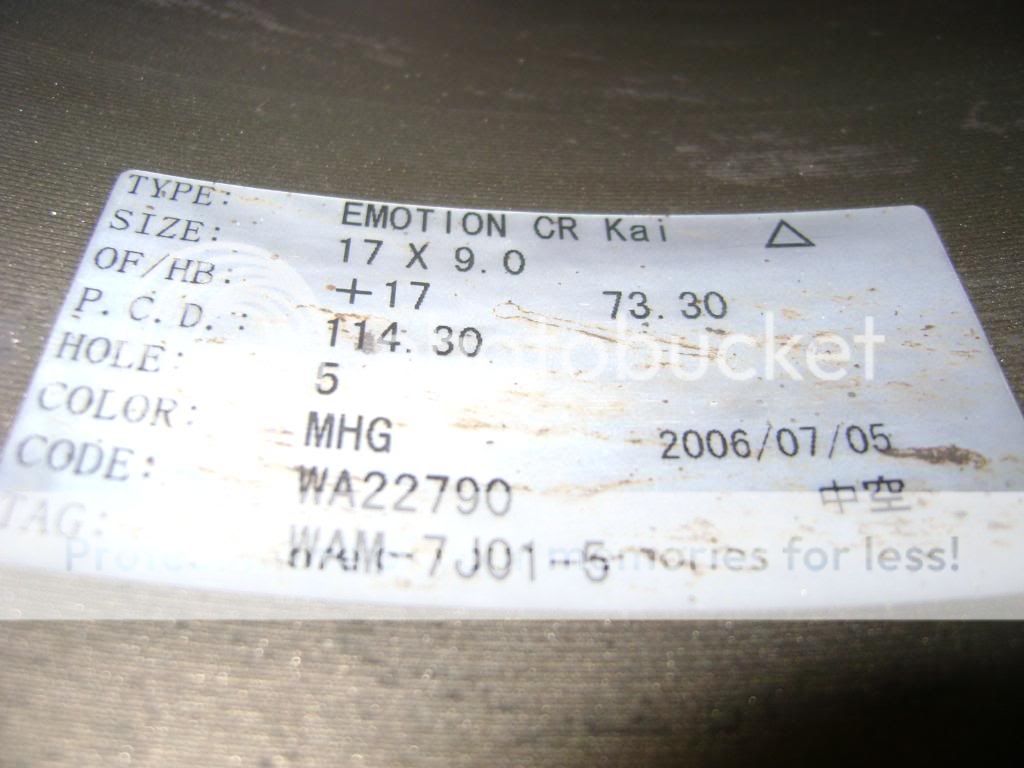 TYPE: EMOTION CR Kai △
SIZE: 17 X 9.0
OF/HB: +17 73.30
P.C.D.: 114.30
HOLE: 5
COLOR: MHG 2006/07/05
CODE: WA22790 中空
TAG: WAM-7J01-5
photobucket
Protect more of your memories for less!